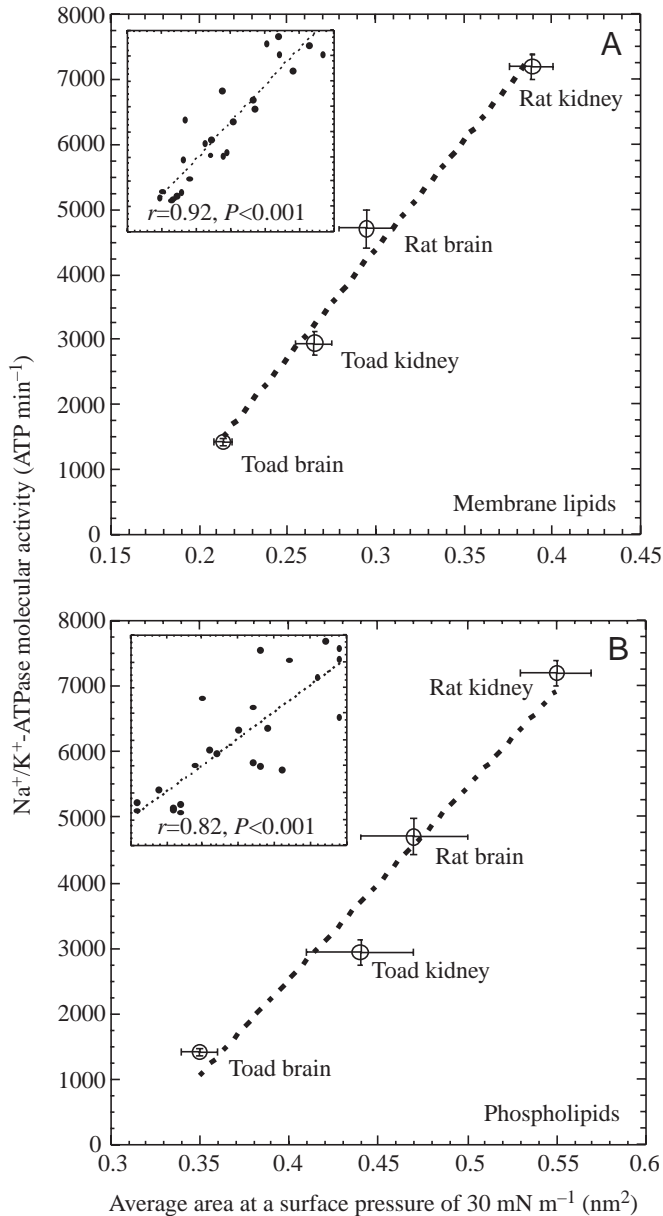 Na⁺/K⁺-ATPase molecular activity (ATP min⁻¹)
A
8000
7000
6000
5000
4000
3000
2000
1000
0
r=0.92, P<0.001
Rat kidney
Rat brain
Toad kidney
Toad brain
Membrane lipids
0.15 0.2 0.25 0.3 0.35 0.4 0.45
B
8000
7000
6000
5000
4000
3000
2000
1000
0
r=0.82, P<0.001
Rat kidney
Rat brain
Toad kidney
Toad brain
Phospholipids
0.3 0.35 0.4 0.45 0.5 0.55 0.6
Average area at a surface pressure of 30 mN m⁻¹ (nm²)